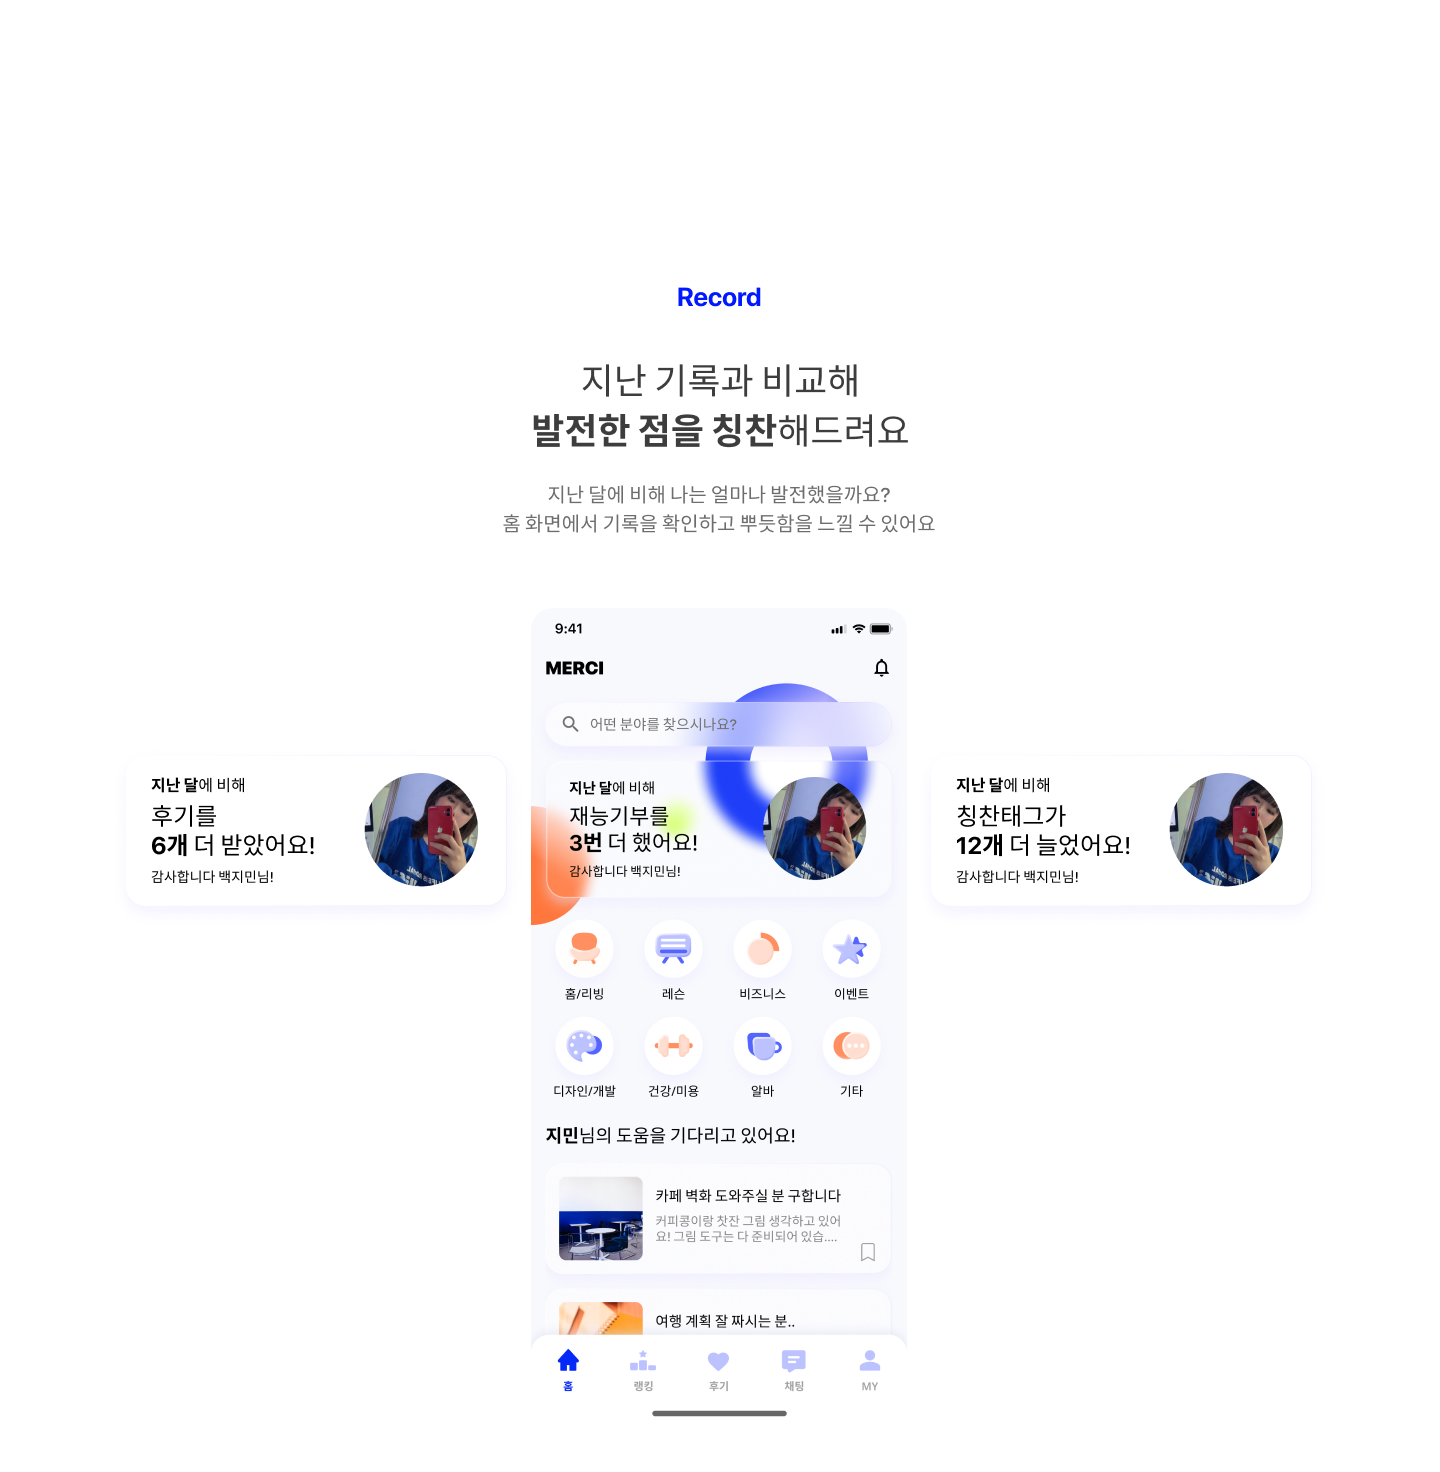 Record
지난 기록과 비교해
발전한 점을 칭찬해드려요
지난 달에 비해 나는 얼마나 발전했을까요?
홈 화면에서 기록을 확인하고 뿌듯함을 느낄 수 있어요
지난 달에 비해
후기를
6개 더 받았어요!
감사합니다 백지민님!
9:41
MERCI
어떤 분야를 찾으시나요?
지난 달에 비해
재능기부를
3번 더 했어요!
감사합니다 백지민님!
홈/리빙
레슨
비즈니스
이벤트
디자인/개발
건강/미용
알바
기타
지민님의 도움을 기다리고 있어요!
카페 벽화 도와주실 분 구합니다
커피콩이랑 찻잔 그림 생각하고 있어
요! 그림 도구는 다 준비되어 있습....
여행 계획 잘 짜시는 분..
홈
랭킹
후기
채팅
MY
지난 달에 비해
칭찬태그가
12개 더 늘었어요!
감사합니다 백지민님!